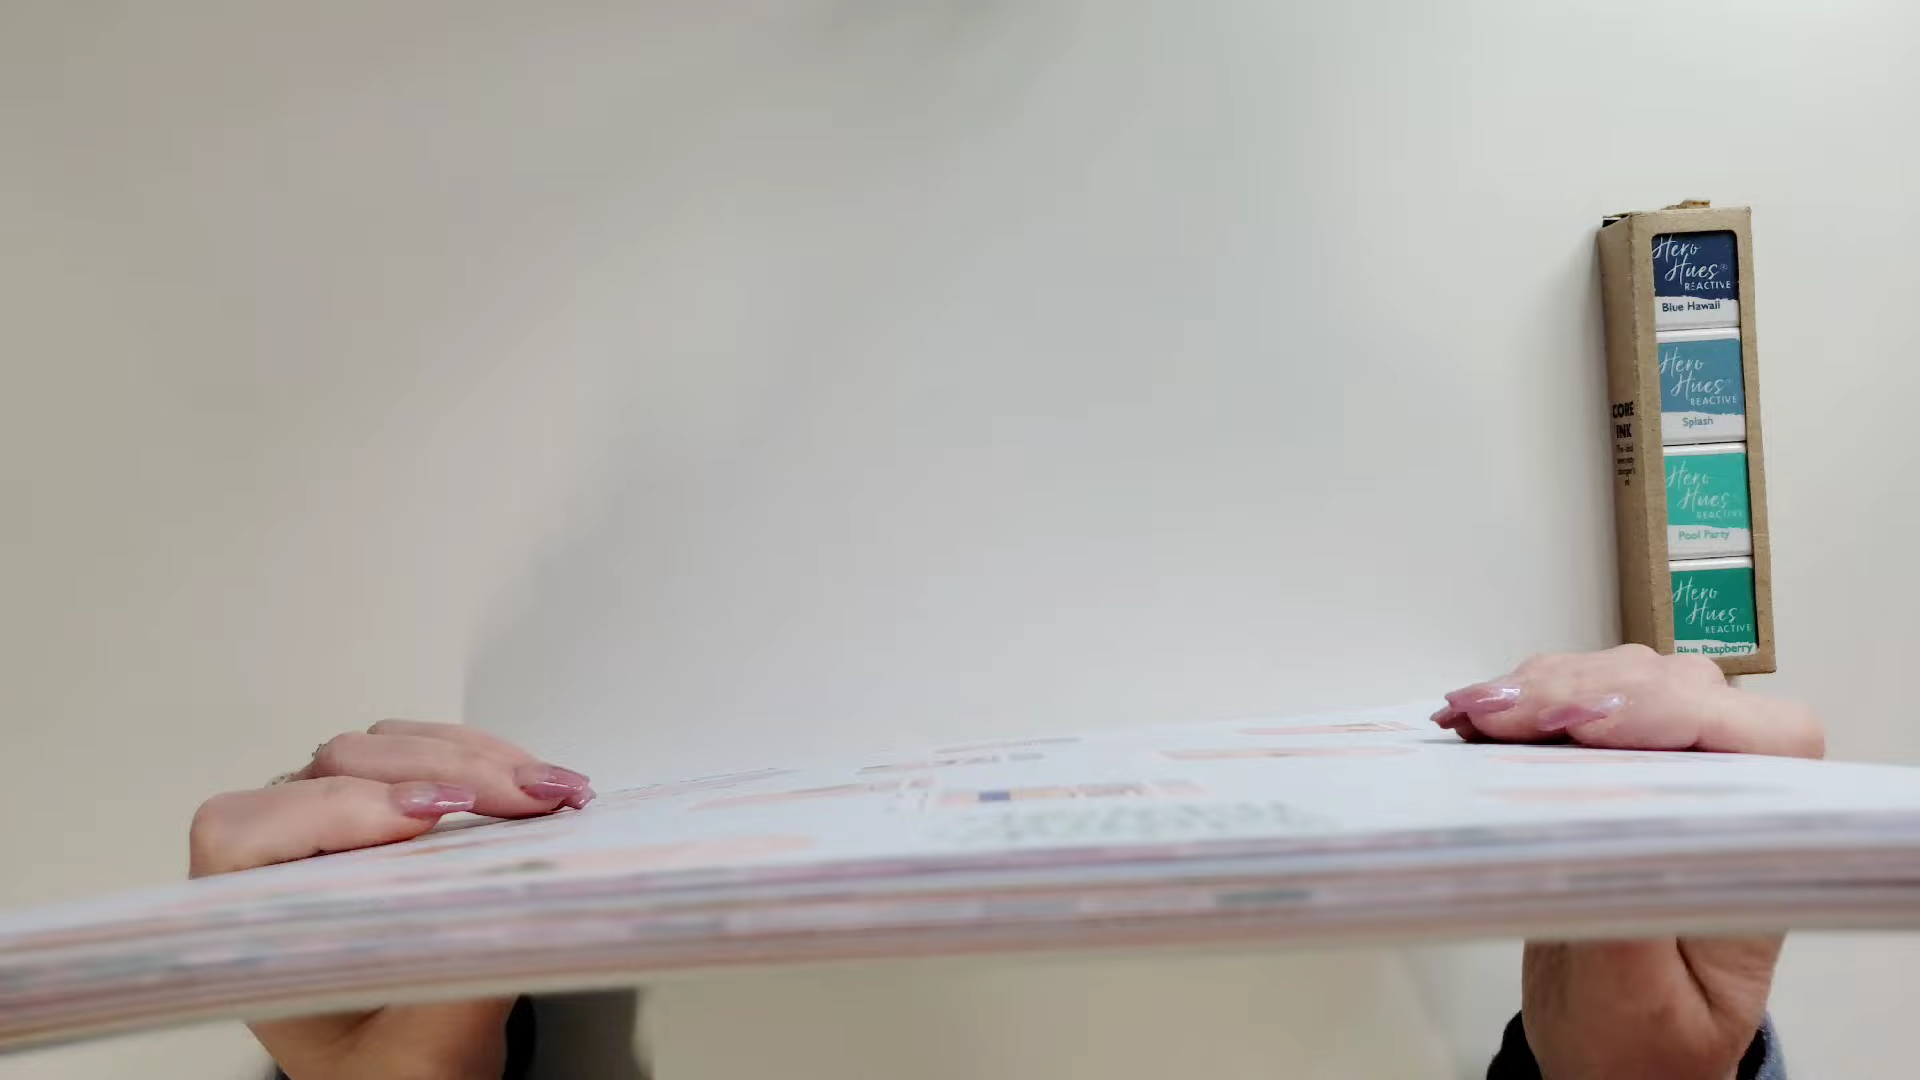 Hero
Hues®
REACTIVE
Blue Hawaii
Hero
Hues
REACTIVE
Splash
Hero
Hues
REACTIVE
Pool Party
Hero
Hues
REACTIVE
Blue Raspberry
CORE
INK